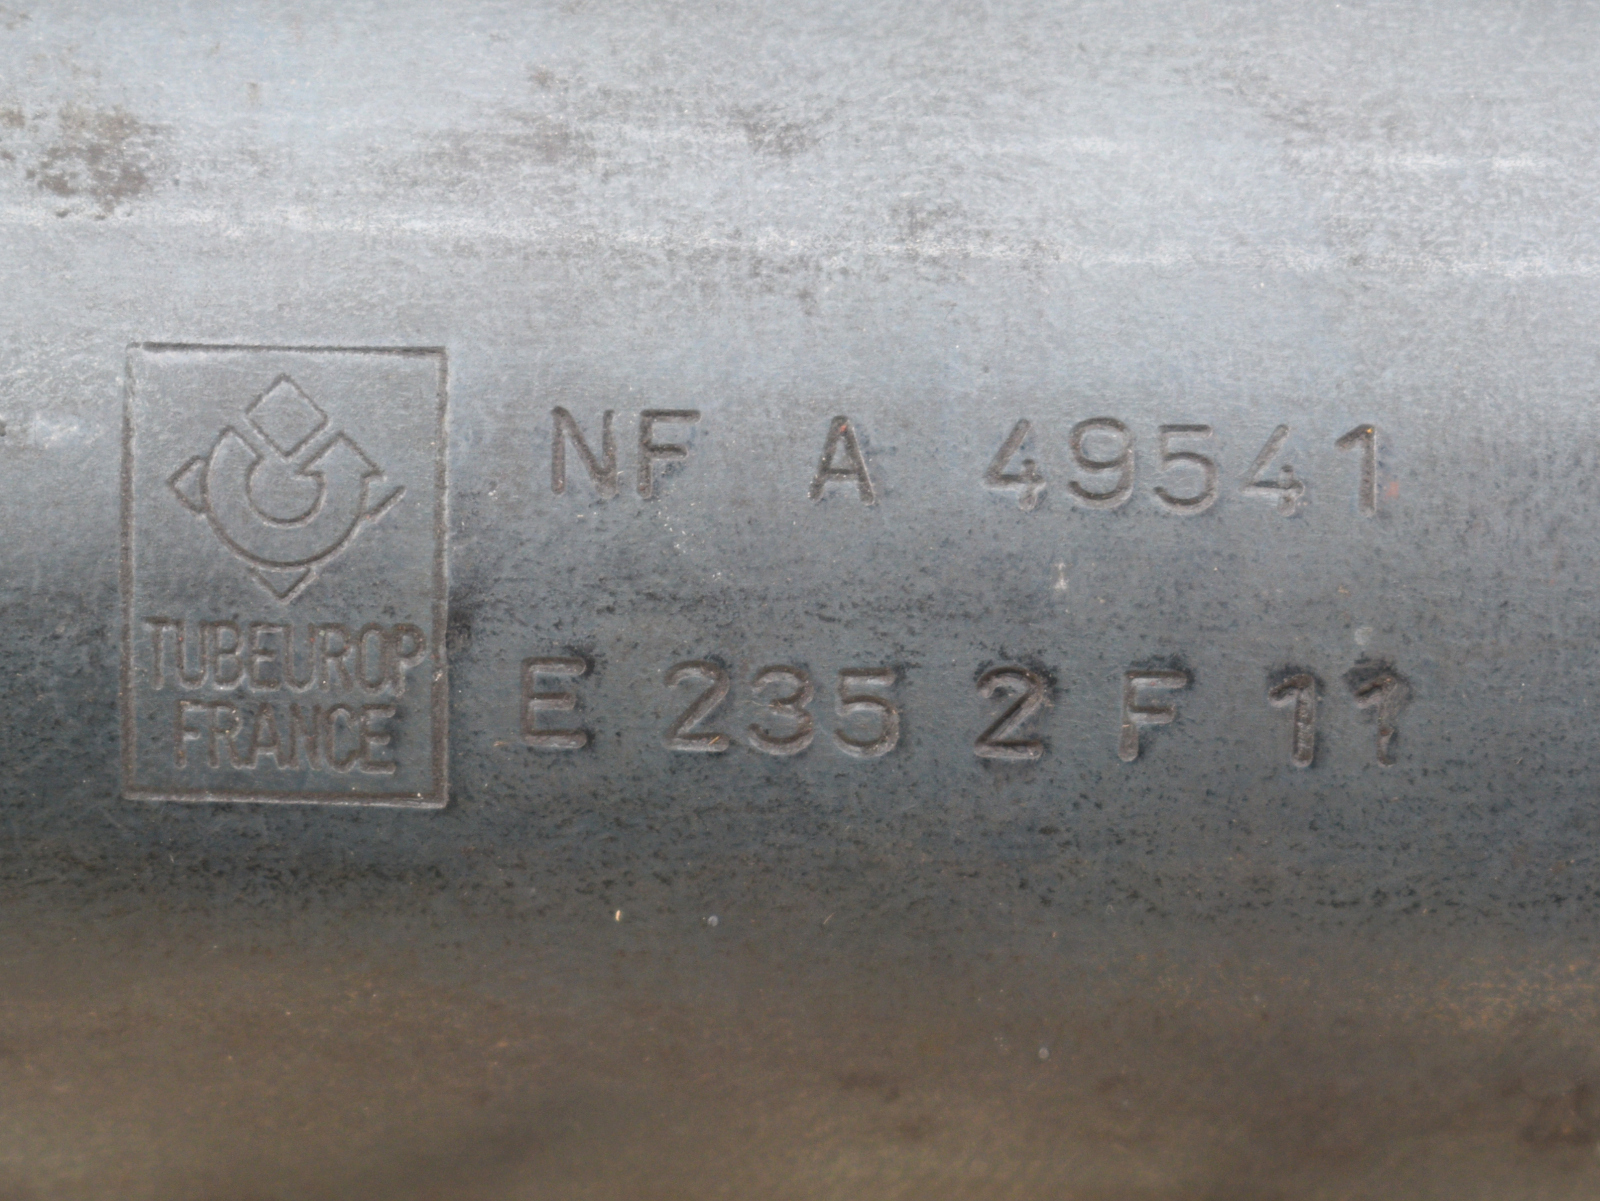 NF A 49541
TUBEUROP
FRANCE
E 235 2 F 11